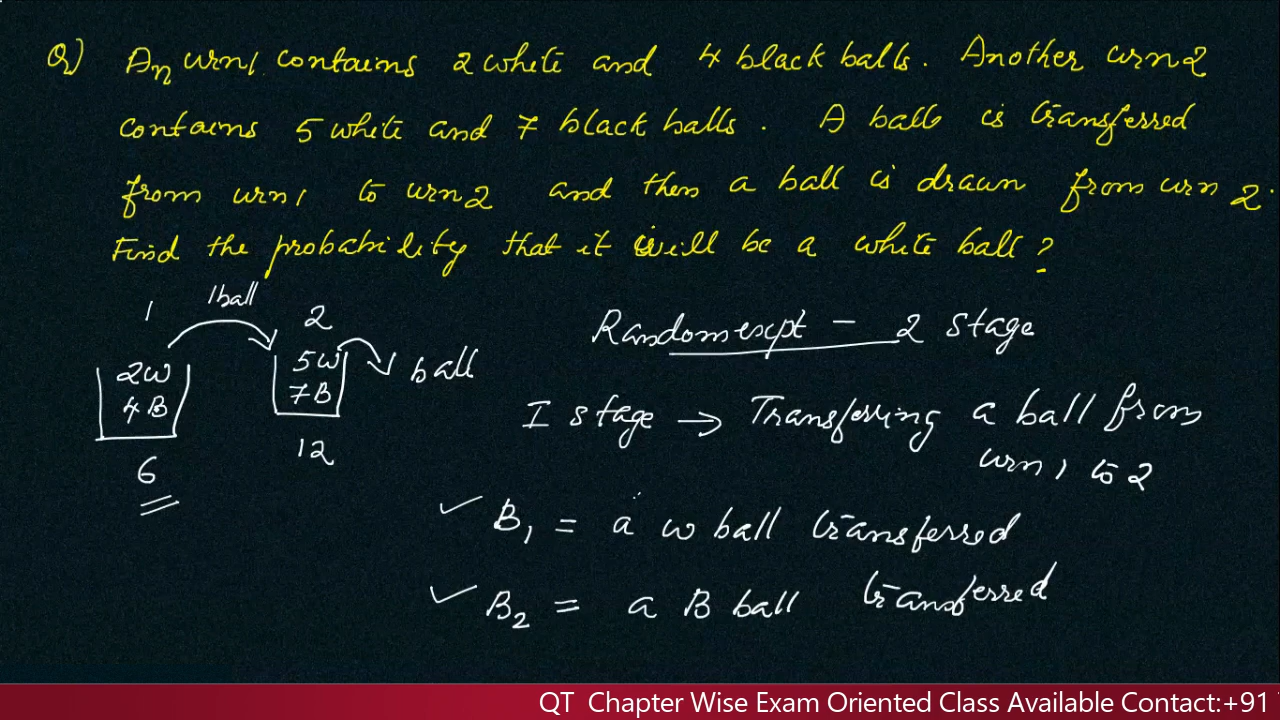 Q) An urn1 contains 2 white and 4 black balls. Another urn2
contains 5 white and 7 black balls. A ball is transferred
from urn1 to urn2 and then a ball is drawn from urn 2.
Find the probability that it will be a white ball?
1 1ball 2
2W
4B
6
5W
7B
12
ball
Randomexpt - 2 stage
I stage → Transferring a ball from
urn 1 to 2
✓ B₁ = a w ball transferred
✓ B₂ = a B ball transferred
QT Chapter Wise Exam Oriented Class Available Contact:+91